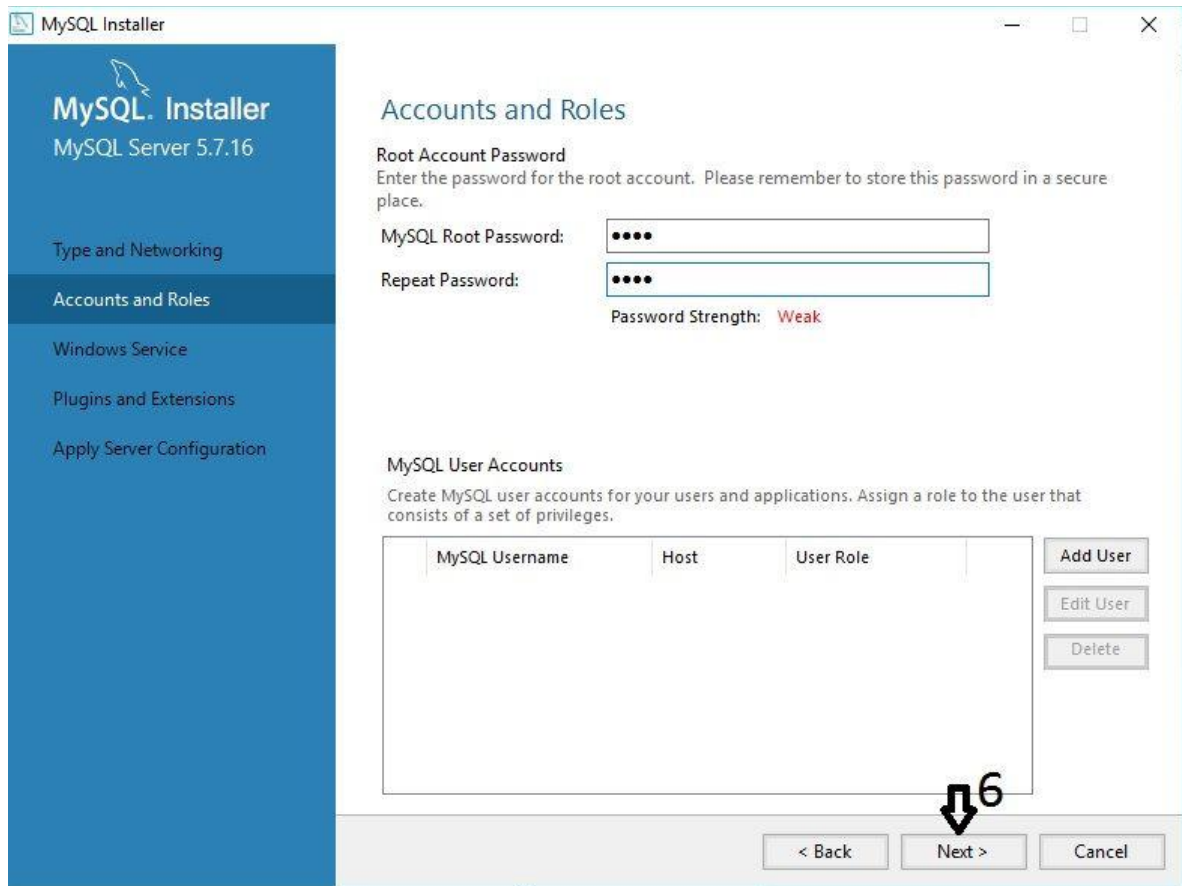 MySQL Installer
MySQL. Installer
MySQL Server 5.7.16
Type and Networking
Accounts and Roles
Windows Service
Plugins and Extensions
Apply Server Configuration
Accounts and Roles
Root Account Password
Enter the password for the root account. Please remember to store this password in a secure
place.
MySQL Root Password: ●●●●
Repeat Password: ●●●●
Password Strength: Weak
MySQL User Accounts
Create MySQL user accounts for your users and applications. Assign a role to the user that
consists of a set of privileges.
MySQL Username Host User Role
Add User
Edit User
Delete
6
< Back Next > Cancel